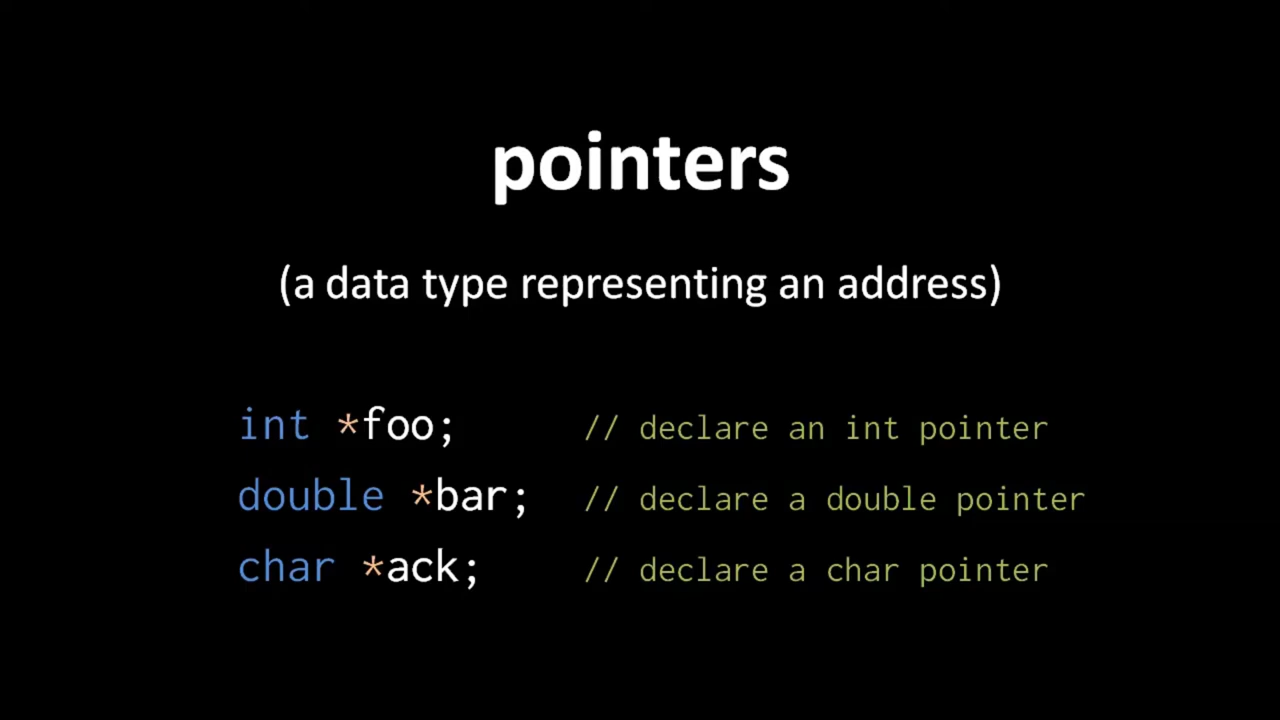 pointers
(a data type representing an address)
int *foo; // declare an int pointer
double *bar; // declare a double pointer
char *ack; // declare a char pointer